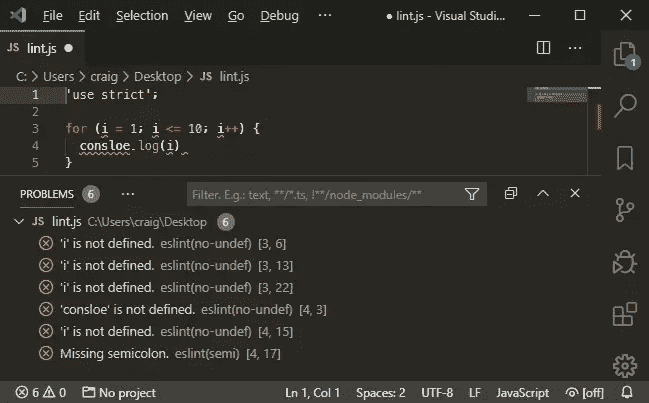 File Edit Selection View Go Debug ··· ● lint.js - Visual Studi...
JS lint.js ●
C: > Users > craig > Desktop > JS lint.js
1 'use strict';
2
3 for (i = 1; i <= 10; i++) {
4 consloe.log(i)
5 }
1
PROBLEMS 6 ··· Filter. E.g.: text, **/*.ts, !**/node_modules/**
JS lint.js C:\Users\craig\Desktop 6
'i' is not defined. eslint(no-undef) [3, 6]
'i' is not defined. eslint(no-undef) [3, 13]
'i' is not defined. eslint(no-undef) [3, 22]
'consloe' is not defined. eslint(no-undef) [4, 3]
'i' is not defined. eslint(no-undef) [4, 15]
Missing semicolon. eslint(semi) [4, 17]
6 0 No project Ln 1, Col 1 Spaces: 2 UTF-8 LF JavaScript [off]